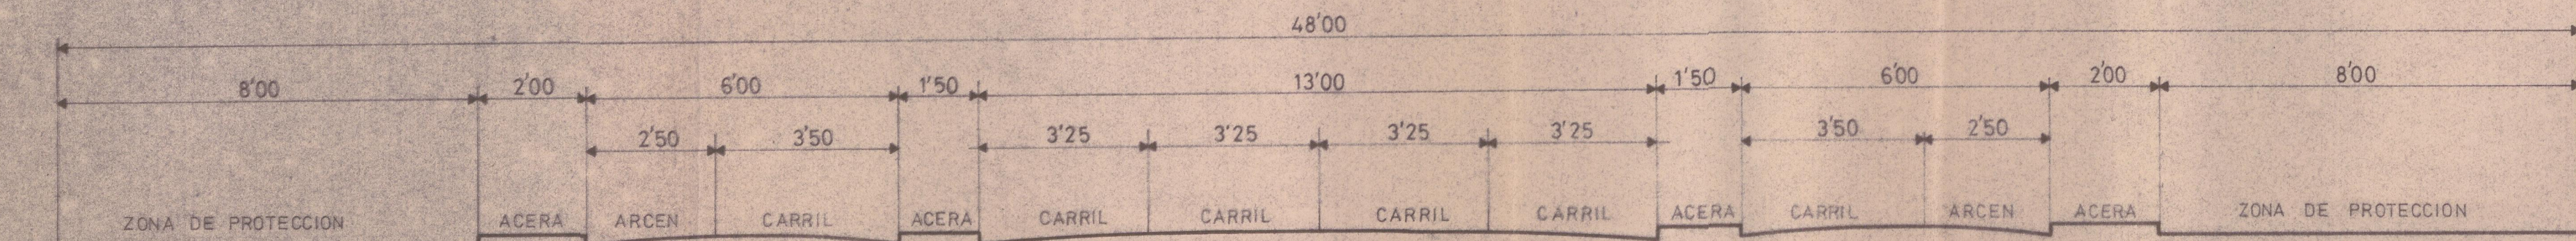 48'00
8'00 2'00 6'00 1'50 13'00 1'50 6'00 2'00 8'00
2'50 3'50 3'25 3'25 3'25 3'25 3'50 2'50
ZONA DE PROTECCION ACERA ARCEN CARRIL ACERA CARRIL CARRIL CARRIL CARRIL ACERA CARRIL ARCEN ACERA ZONA DE PROTECCION